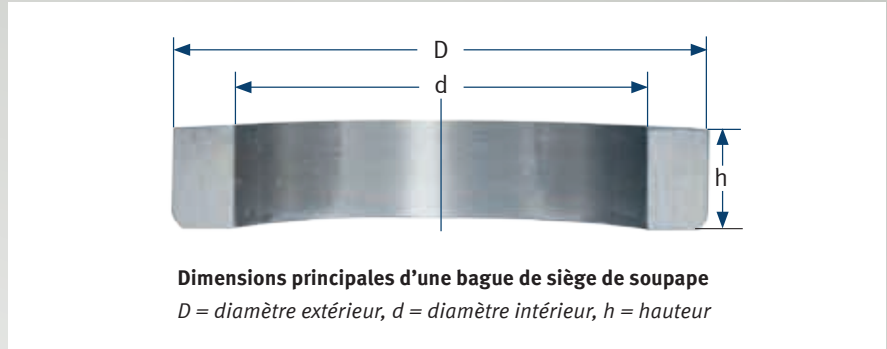 D
d
h
Dimensions principales d’une bague de siège de soupape
D = diamètre extérieur, d = diamètre intérieur, h = hauteur